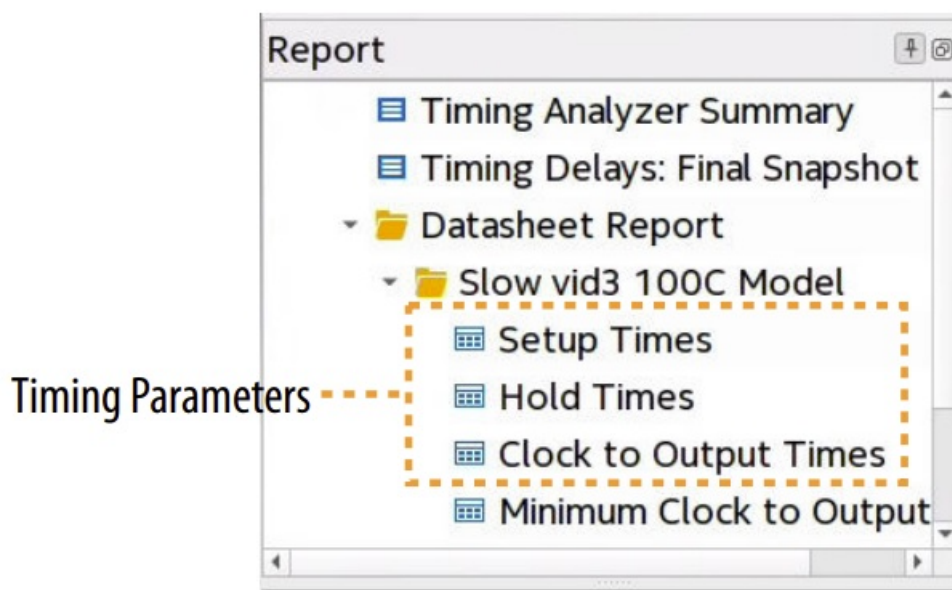 Report
Timing Analyzer Summary
Timing Delays: Final Snapshot
Datasheet Report
Slow vid3 100C Model
Setup Times
Timing Parameters
Hold Times
Clock to Output Times
Minimum Clock to Output